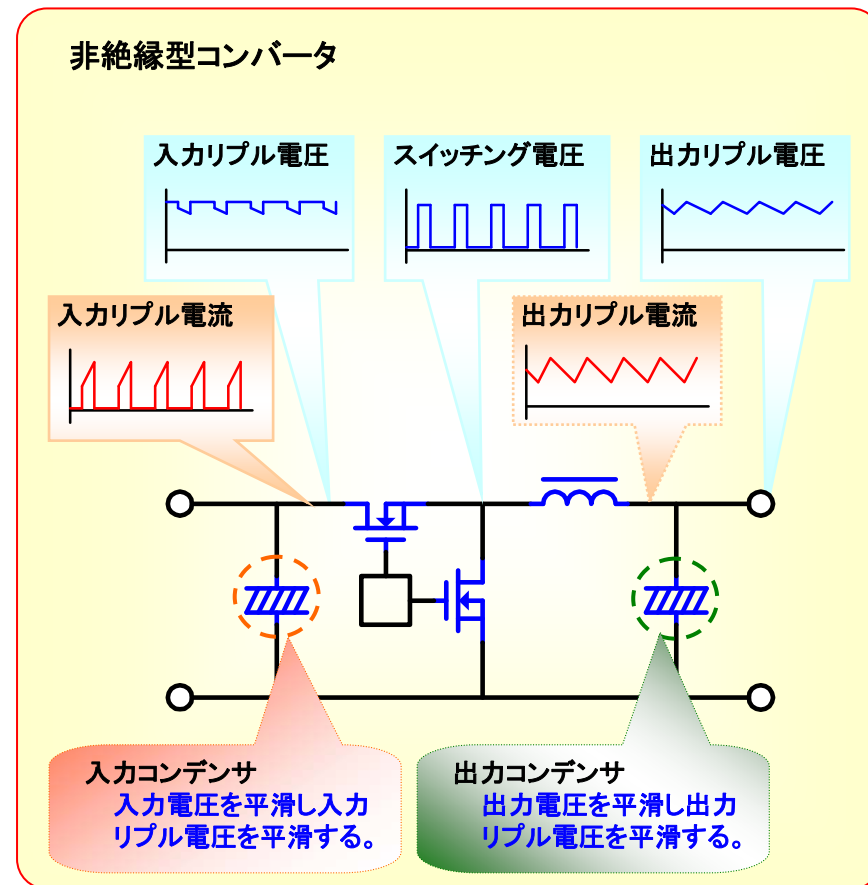 非絶縁型コンバータ
入力リプル電圧
スイッチング電圧
出力リプル電圧
入力リプル電流
出力リプル電流
入力コンデンサ
入力電圧を平滑し入力
リプル電圧を平滑する。
出力コンデンサ
出力電圧を平滑し出力
リプル電圧を平滑する。